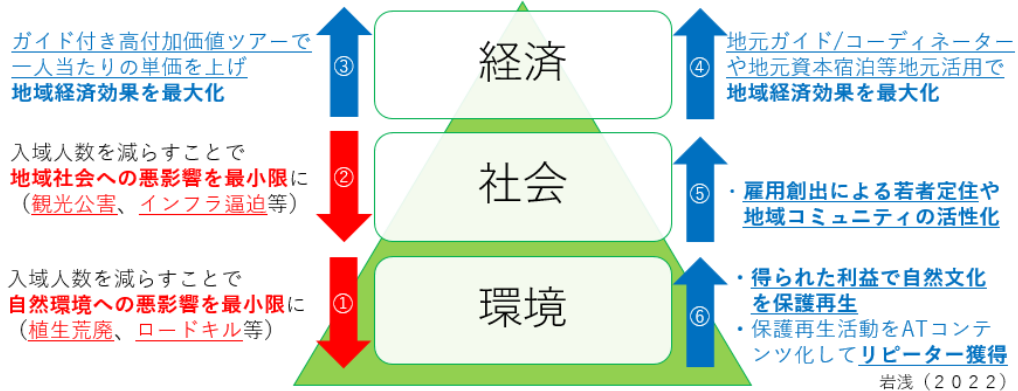 ガイド付き高付加価値ツアーで
一人当たりの単価を上げ
地域経済効果を最大化
③
経済
④
地元ガイド/コーディネーター
や地元資本宿泊等地元活用で
地域経済効果を最大化
入域人数を減らすことで
地域社会への悪影響を最小限に
（観光公害、インフラ逼迫等）
②
社会
⑤
・雇用創出による若者定住や
地域コミュニティの活性化
入域人数を減らすことで
自然環境への悪影響を最小限に
（植生荒廃、ロードキル等）
①
環境
⑥
・得られた利益で自然文化
を保護再生
・保護再生活動をATコンテ
ンツ化してリピーター獲得
岩浅（２０２２）